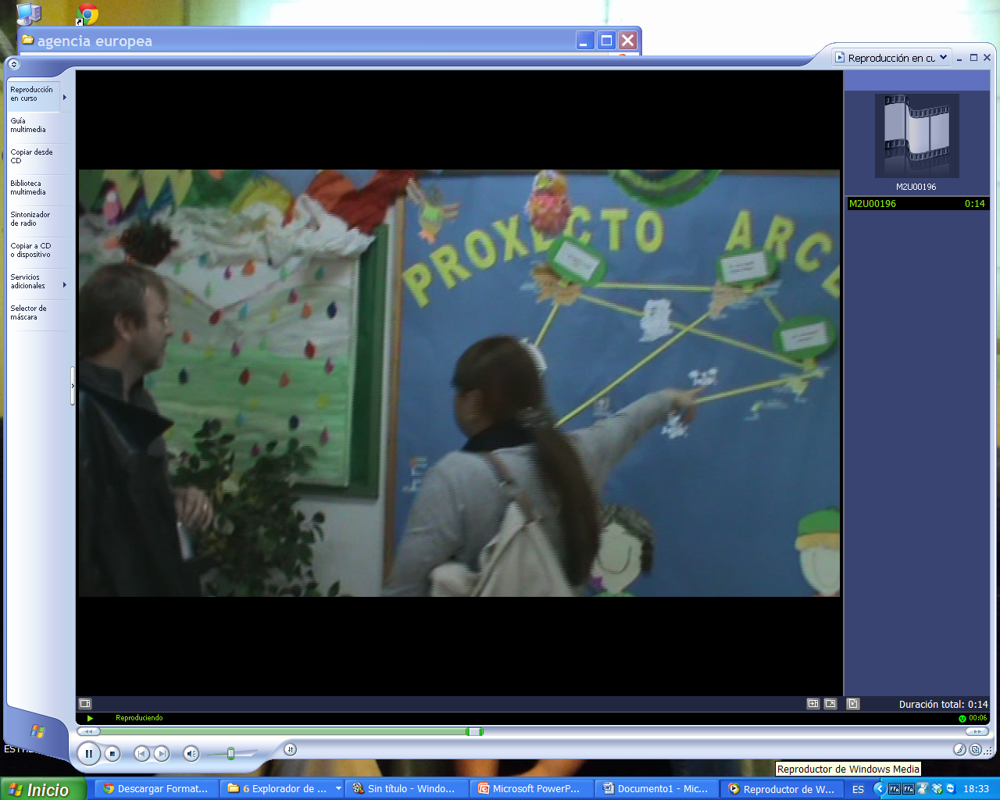 agencia europea
Reproducción en cu
Reproducción
en curso
Guía
multimedia
Copiar desde
CD
Biblioteca
multimedia
Sintonizador
de radio
Copiar a CD
o dispositivo
Servicios
adicionales
Selector de
máscara
PROXECTO ARCE
M2U00196
M2U00196 0:14
Duración total: 0:14
Reproduciendo
00:06
Reproductor de Windows Media
Inicio
Descargar Format...
6 Explorador de ...
Sin título - Windo...
Microsoft PowerP...
Documento1 - Mic...
Reproductor de W...
ES
18:33